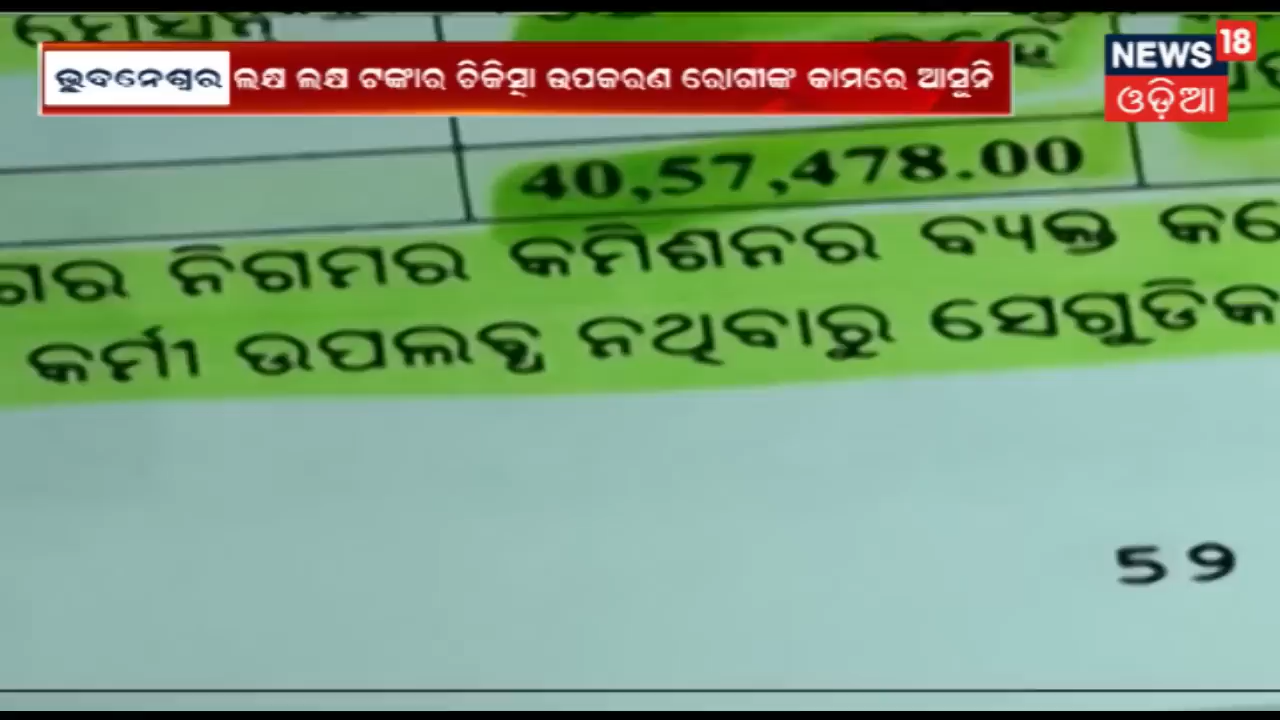 ମେସିନ୍
ଭୁବନେଶ୍ୱର ଲକ୍ଷ ଲକ୍ଷ ଟଙ୍କାର ଚିକିତ୍ସା ଉପକରଣ ରୋଗୀଙ୍କ କାମରେ ଆସୁନି
NEWS 18
ଓଡ଼ିଆ
40,57,478.00
ନିଗମର କମିଶନର ବ୍ୟକ୍ତ
କର୍ମୀ ଉପଲବ୍ଧ ନଥିବାରୁ ସେଗୁଡିକ
59